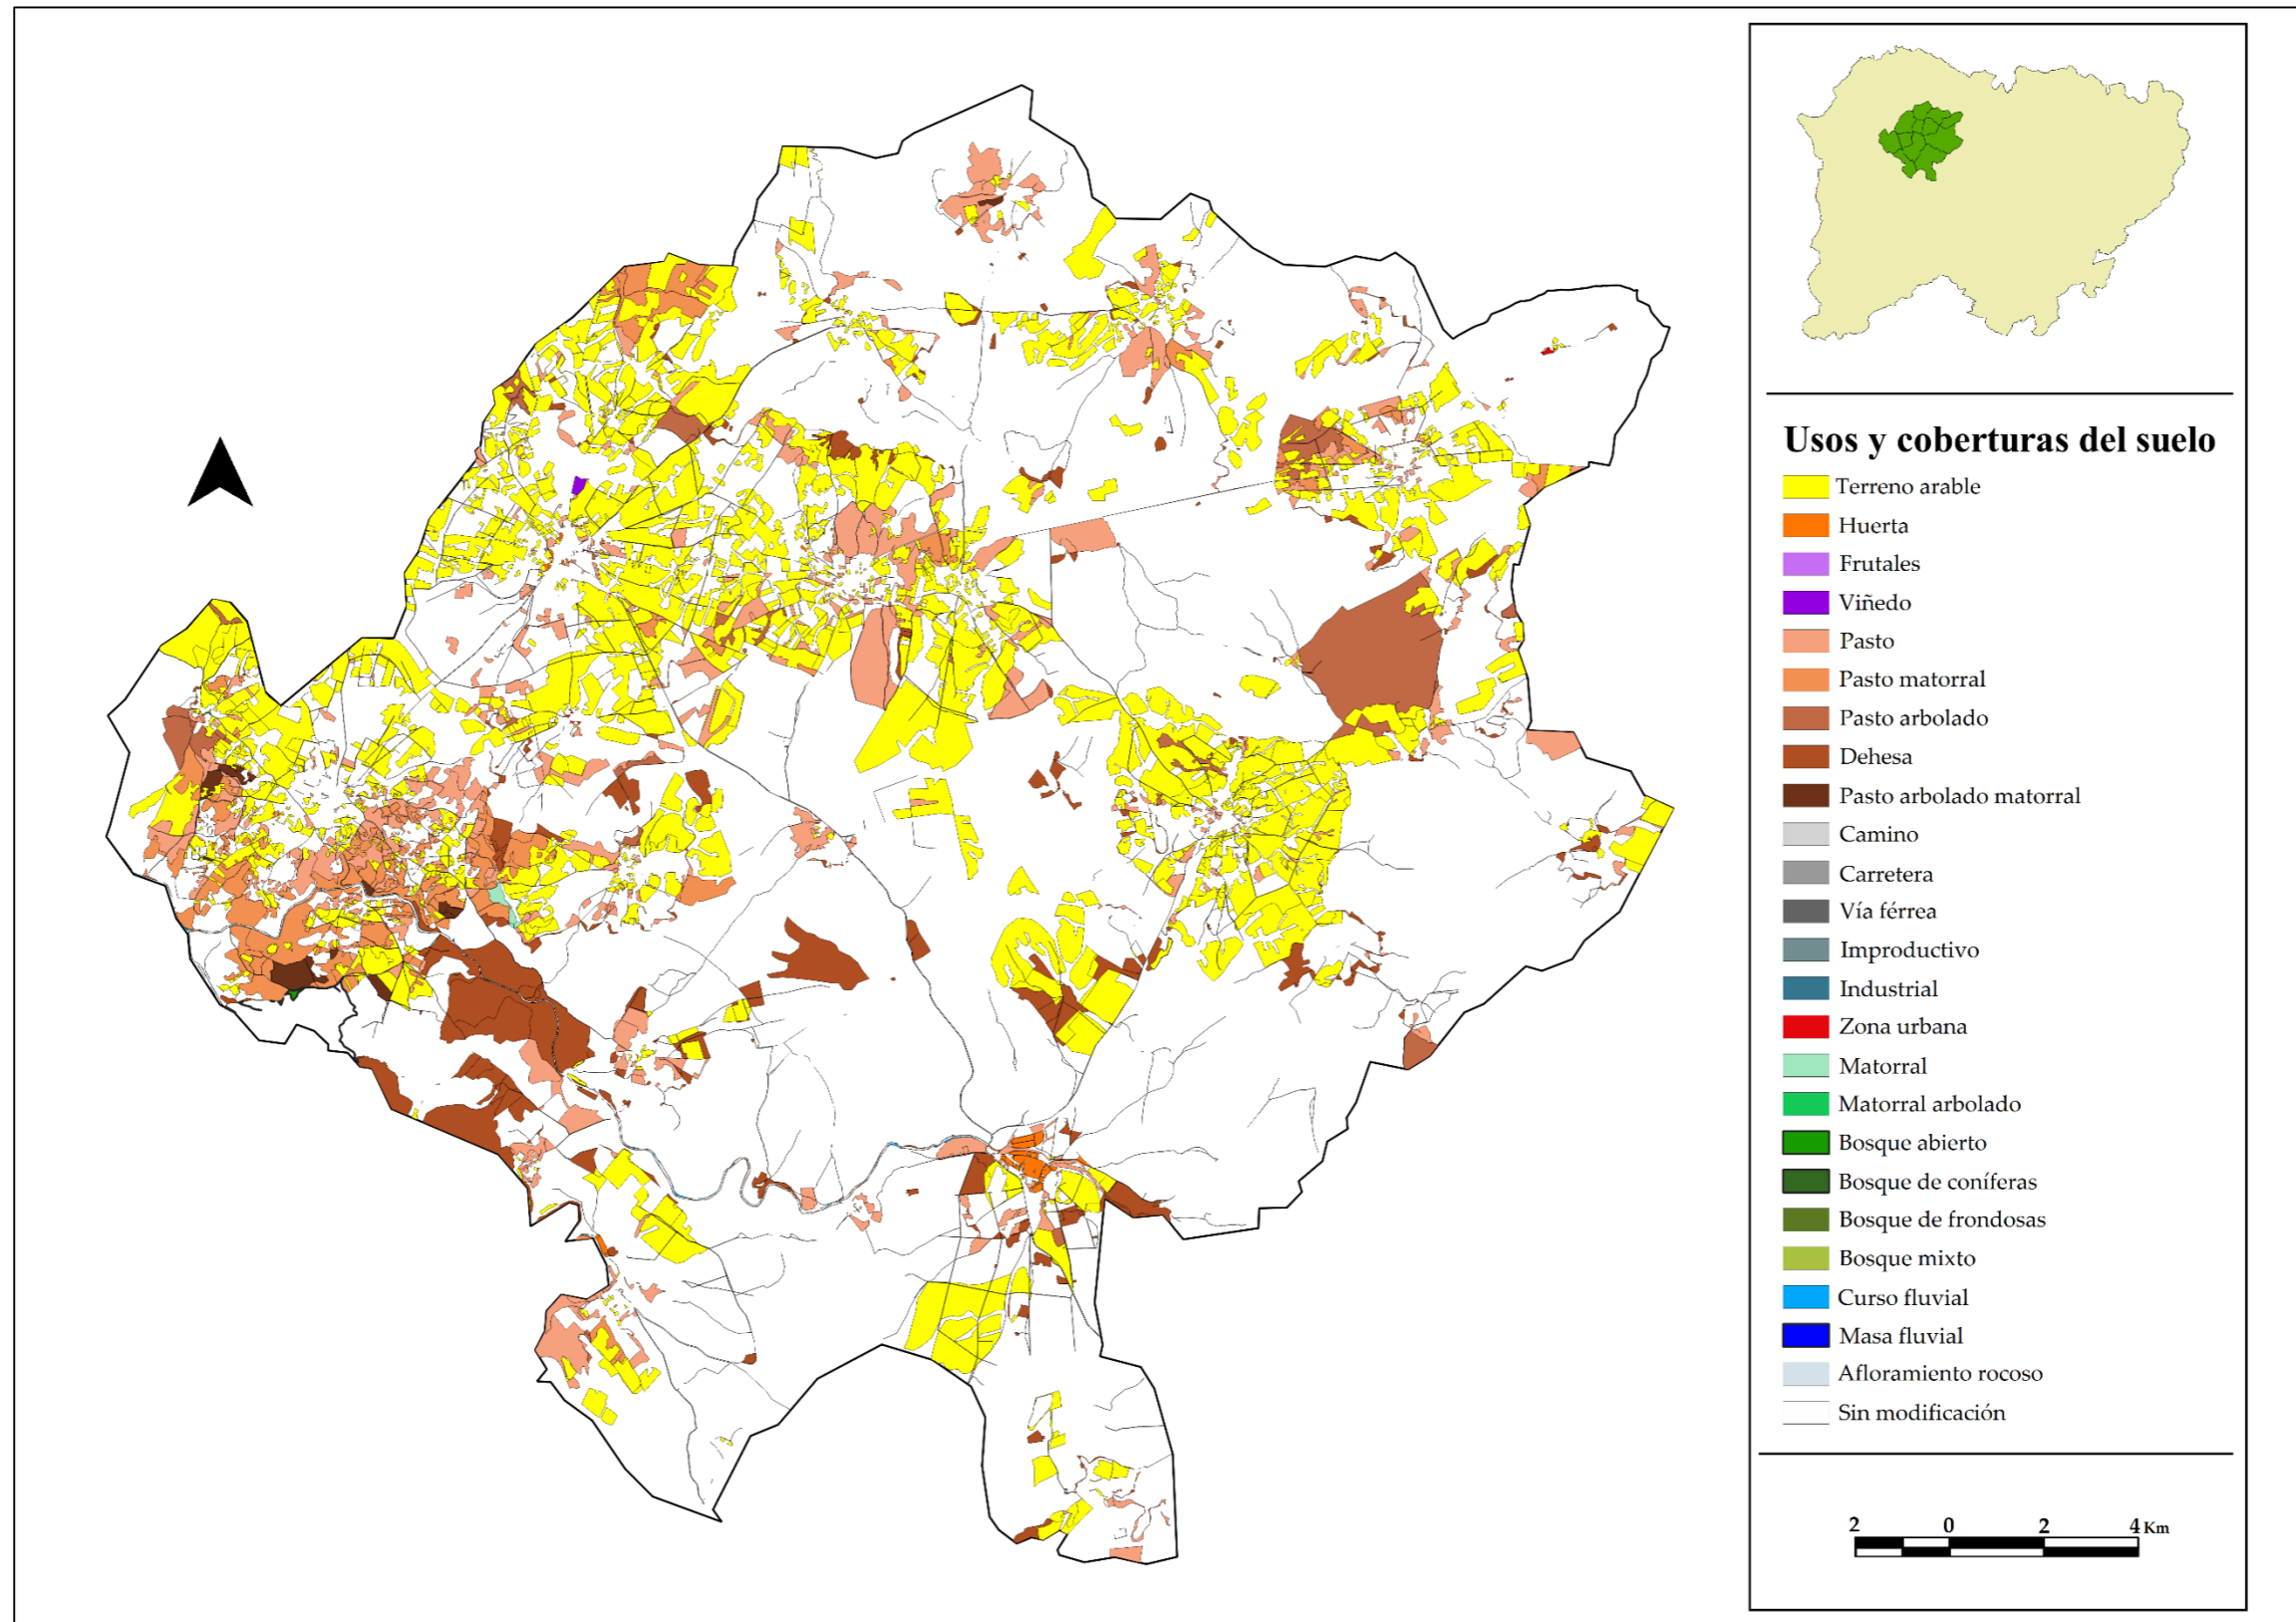 Usos y coberturas del suelo
Terreno arable
Huerta
Frutales
Viñedo
Pasto
Pasto matorral
Pasto arbolado
Dehesa
Pasto arbolado matorral
Camino
Carretera
Vía férrea
Improductivo
Industrial
Zona urbana
Matorral
Matorral arbolado
Bosque abierto
Bosque de coníferas
Bosque de frondosas
Bosque mixto
Curso fluvial
Masa fluvial
Afloramiento rocoso
Sin modificación
2 0 2 4 Km